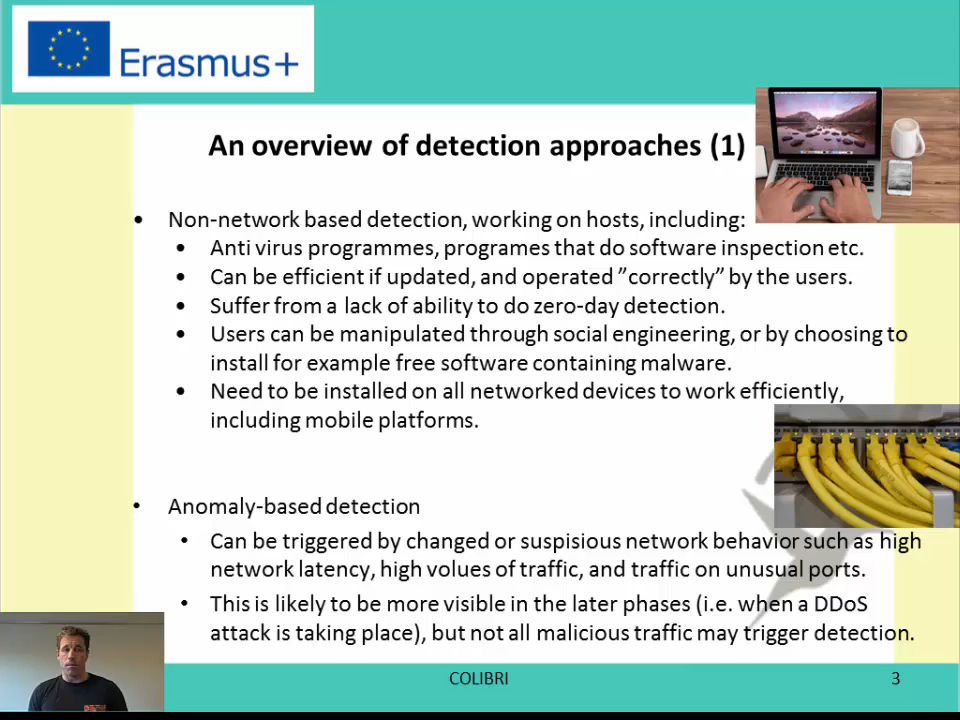 Erasmus+
An overview of detection approaches (1)
• Non-network based detection, working on hosts, including:
• Anti virus programmes, programes that do software inspection etc.
• Can be efficient if updated, and operated ”correctly” by the users.
• Suffer from a lack of ability to do zero-day detection.
• Users can be manipulated through social engineering, or by choosing to
install for example free software containing malware.
• Need to be installed on all networked devices to work efficiently,
including mobile platforms.
• Anomaly-based detection
• Can be triggered by changed or suspisious network behavior such as high
network latency, high volues of traffic, and traffic on unusual ports.
• This is likely to be more visible in the later phases (i.e. when a DDoS
attack is taking place), but not all malicious traffic may trigger detection.
COLIBRI
3